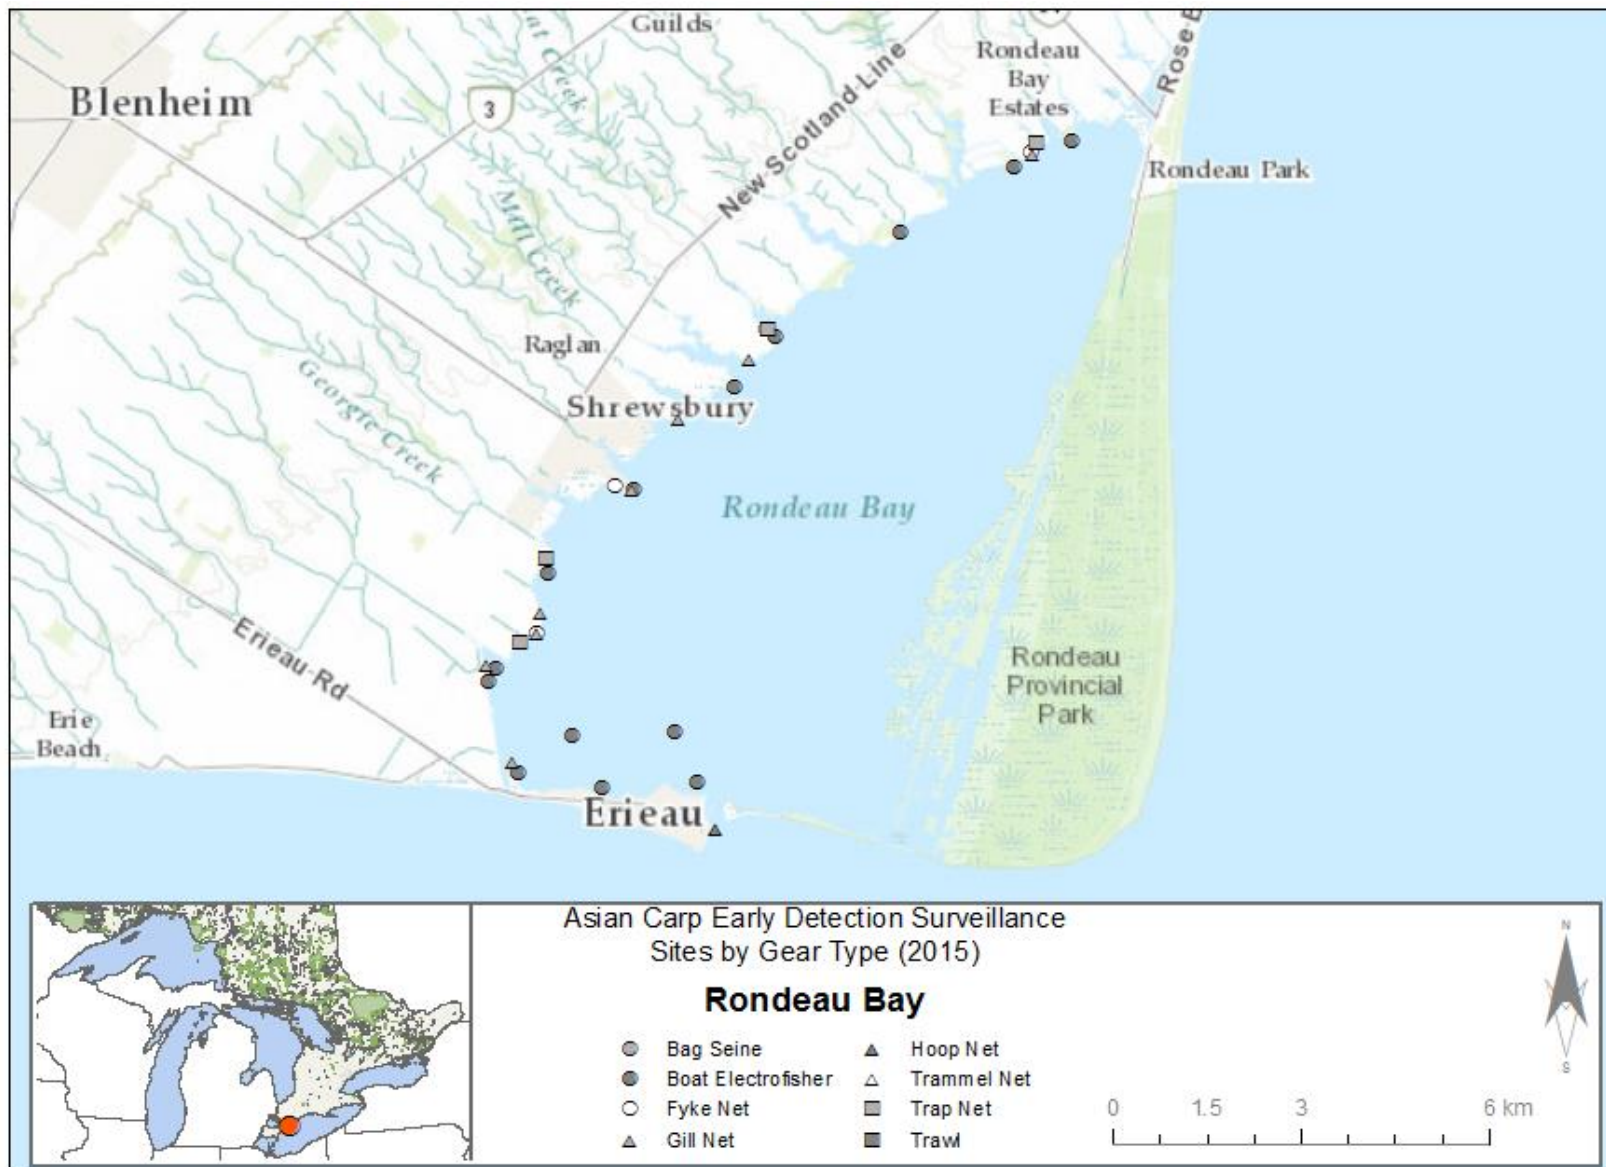 Guilds
Rondeau
Bay
Estates
Rose B
Blenheim
3
at Creek
New Scotland Line
Rondeau Park
Mill Creek
Raglan
Georgie Creek
Shrewsbury
Rondeau Bay
Erieau Rd
Rondeau
Provincial
Park
Erie
Beach
Erieau
Asian Carp Early Detection Surveillance
Sites by Gear Type (2015)
Rondeau Bay
Bag Seine
Boat Electrofisher
Fyke Net
Gill Net
Hoop Net
Trammel Net
Trap Net
Trawl
0 1.5 3 6 km
N
S